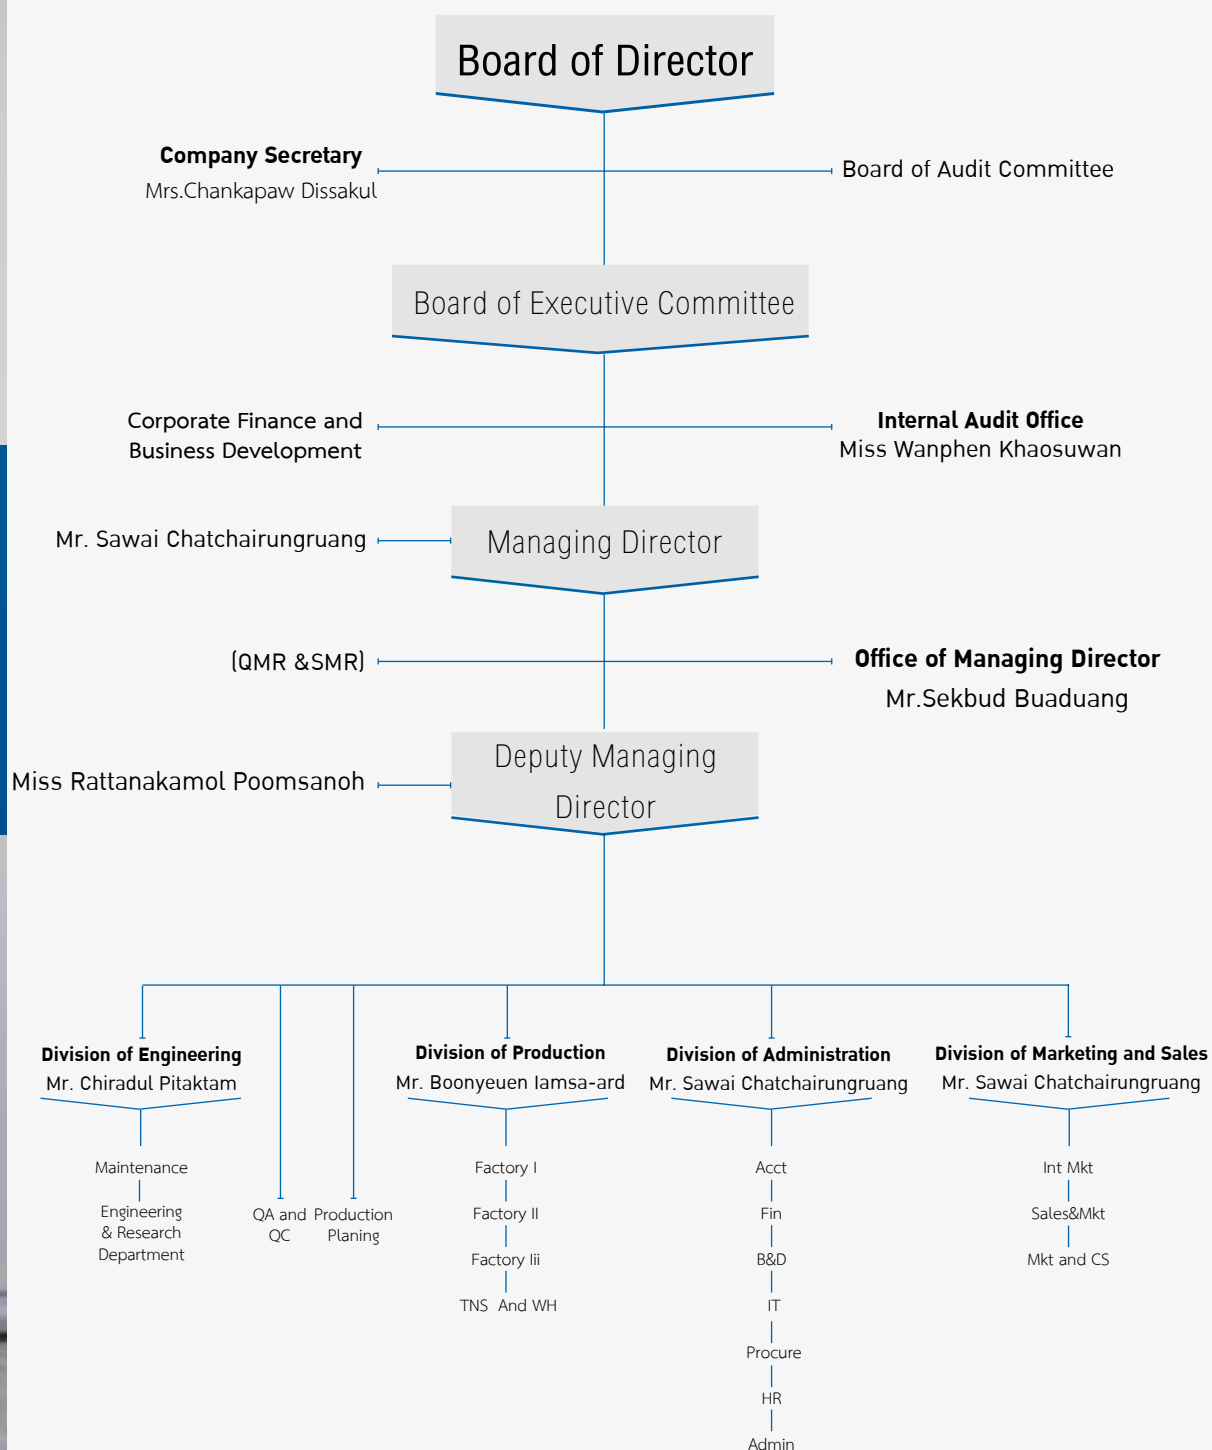 Board of Director
Company Secretary
Mrs.Chankapaw Dissakul
Board of Audit Committee
Board of Executive Committee
Corporate Finance and
Business Development
Internal Audit Office
Miss Wanphen Khaosuwan
Mr. Sawai Chatchairungruang
Managing Director
(QMR &SMR)
Office of Managing Director
Mr.Sekbud Buaduang
Deputy Managing
Director
Miss Rattanakamol Poomsanoh
Division of Engineering
Mr. Chiradul Pitaktam
Maintenance
Engineering
& Research
Department
QA and
QC
Production
Planing
Division of Production
Mr. Boonyeuen Iamsa-ard
Factory I
Factory II
Factory Iii
TNS And WH
Division of Administration
Mr. Sawai Chatchairungruang
Acct
Fin
B&D
IT
Procure
HR
Admin
Division of Marketing and Sales
Mr. Sawai Chatchairungruang
Int Mkt
Sales&Mkt
Mkt and CS